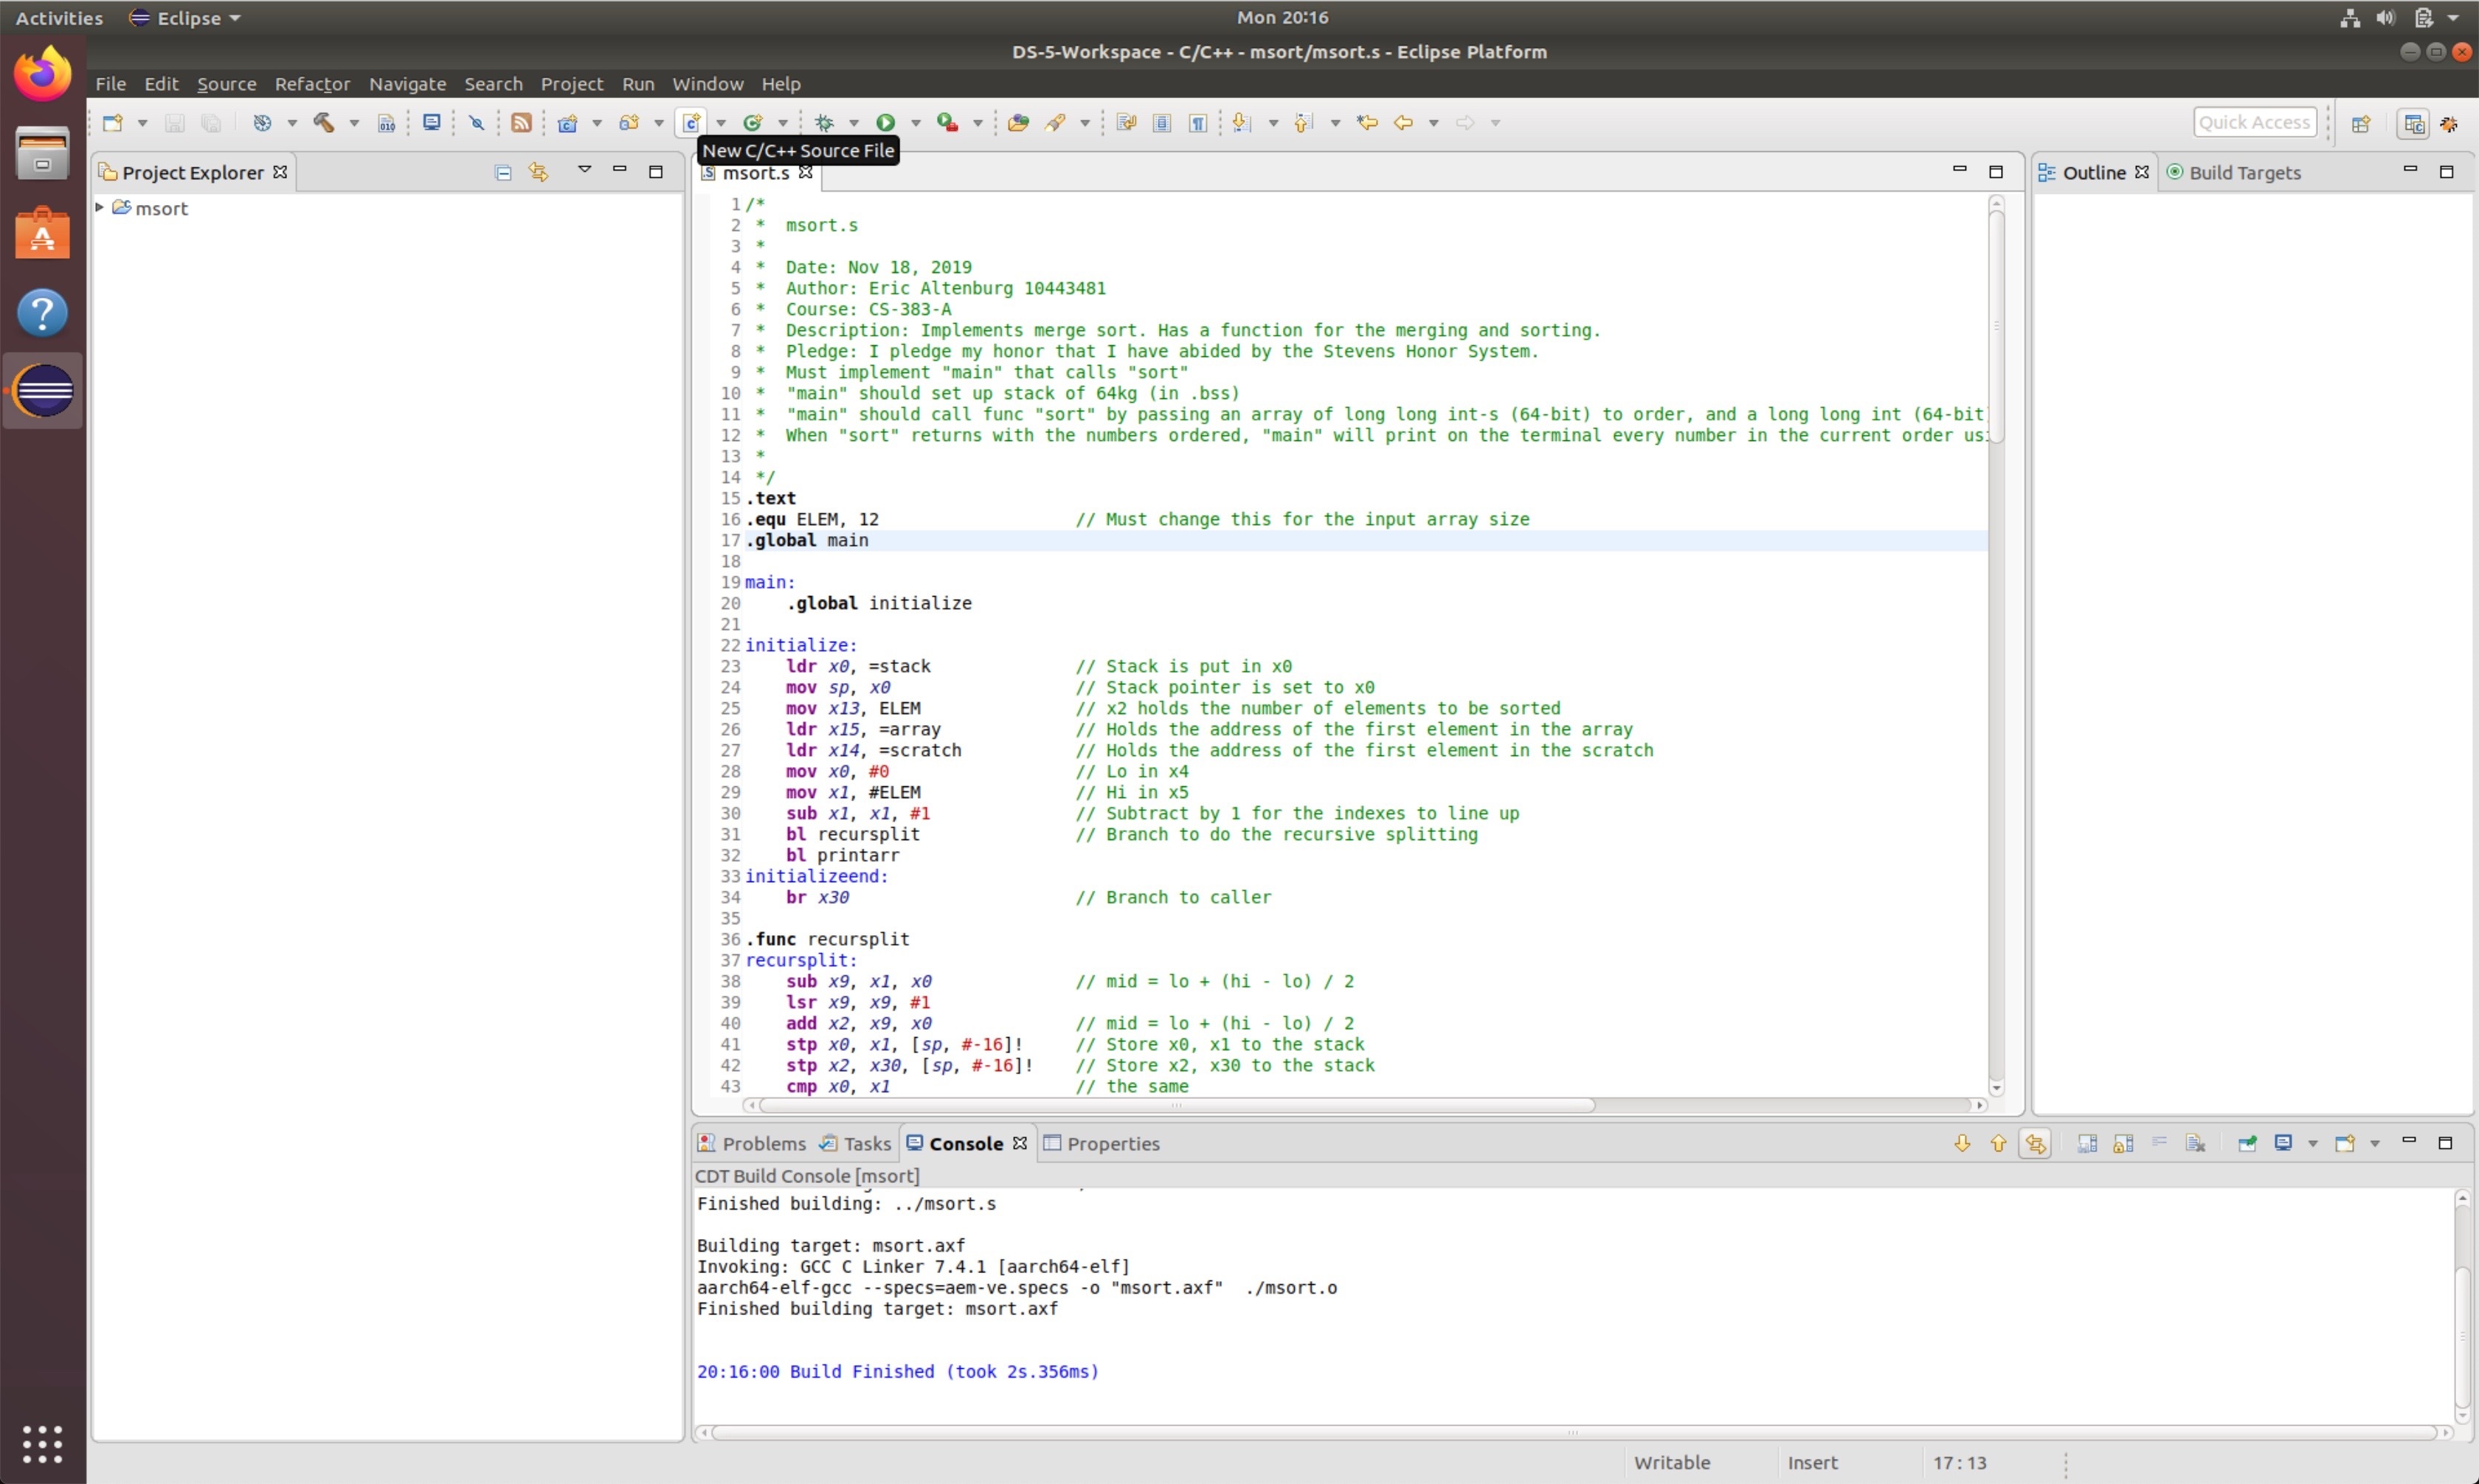 Activities Eclipse Mon 20:16
DS-5-Workspace - C/C++ - msort/msort.s - Eclipse Platform
File Edit Source Refactor Navigate Search Project Run Window Help
Quick Access
New C/C++ Source File
Project Explorer
msort
msort.s
1 /*
2  *  msort.s
3  *
4  *  Date: Nov 18, 2019
5  *  Author: Eric Altenburg 10443481
6  *  Course: CS-383-A
7  *  Description: Implements merge sort. Has a function for the merging and sorting.
8  *  Pledge: I pledge my honor that I have abided by the Stevens Honor System.
9  *  Must implement "main" that calls "sort"
10  *  "main" should set up stack of 64kg (in .bss)
11  *  "main" should call func "sort" by passing an array of long long int-s (64-bit) to order, and a long long int (64-bit
12  *  When "sort" returns with the numbers ordered, "main" will print on the terminal every number in the current order
13  *
14  */
15 .text
16 .equ ELEM, 12 // Must change this for the input array size
17 .global main
18
19 main:
20     .global initialize
21
22 initialize:
23     ldr x0, =stack // Stack is put in x0
24     mov sp, x0 // Stack pointer is set to x0
25     mov x13, ELEM // x2 holds the number of elements to be sorted
26     ldr x15, =array // Holds the address of the first element in the array
27     ldr x14, =scratch // Holds the address of the first element in the scratch
28     mov x0, #0 // Lo in x4
29     mov x1, #ELEM // Hi in x5
30     sub x1, x1, #1 // Subtract by 1 for the indexes to line up
31     bl recursplit // Branch to do the recursive splitting
32     bl printarr
33 initializeend:
34     br x30 // Branch to caller
35
36 .func recursplit
37 recursplit:
38     sub x9, x1, x0 // mid = lo + (hi - lo) / 2
39     lsr x9, x9, #1
40     add x2, x9, x0 // mid = lo + (hi - lo) / 2
41     stp x0, x1, [sp, #-16]! // Store x0, x1 to the stack
42     stp x2, x30, [sp, #-16]! // Store x2, x30 to the stack
43     cmp x0, x1 // the same
Outline Build Targets
Problems Tasks Console Properties
CDT Build Console [msort]
Finished building: ../msort.s
Building target: msort.axf
Invoking: GCC C Linker 7.4.1 [aarch64-elf]
aarch64-elf-gcc --specs=aem-ve.specs -o "msort.axf"  ./msort.o
Finished building target: msort.axf
20:16:00 Build Finished (took 2s.356ms)
Writable Insert 17 : 13